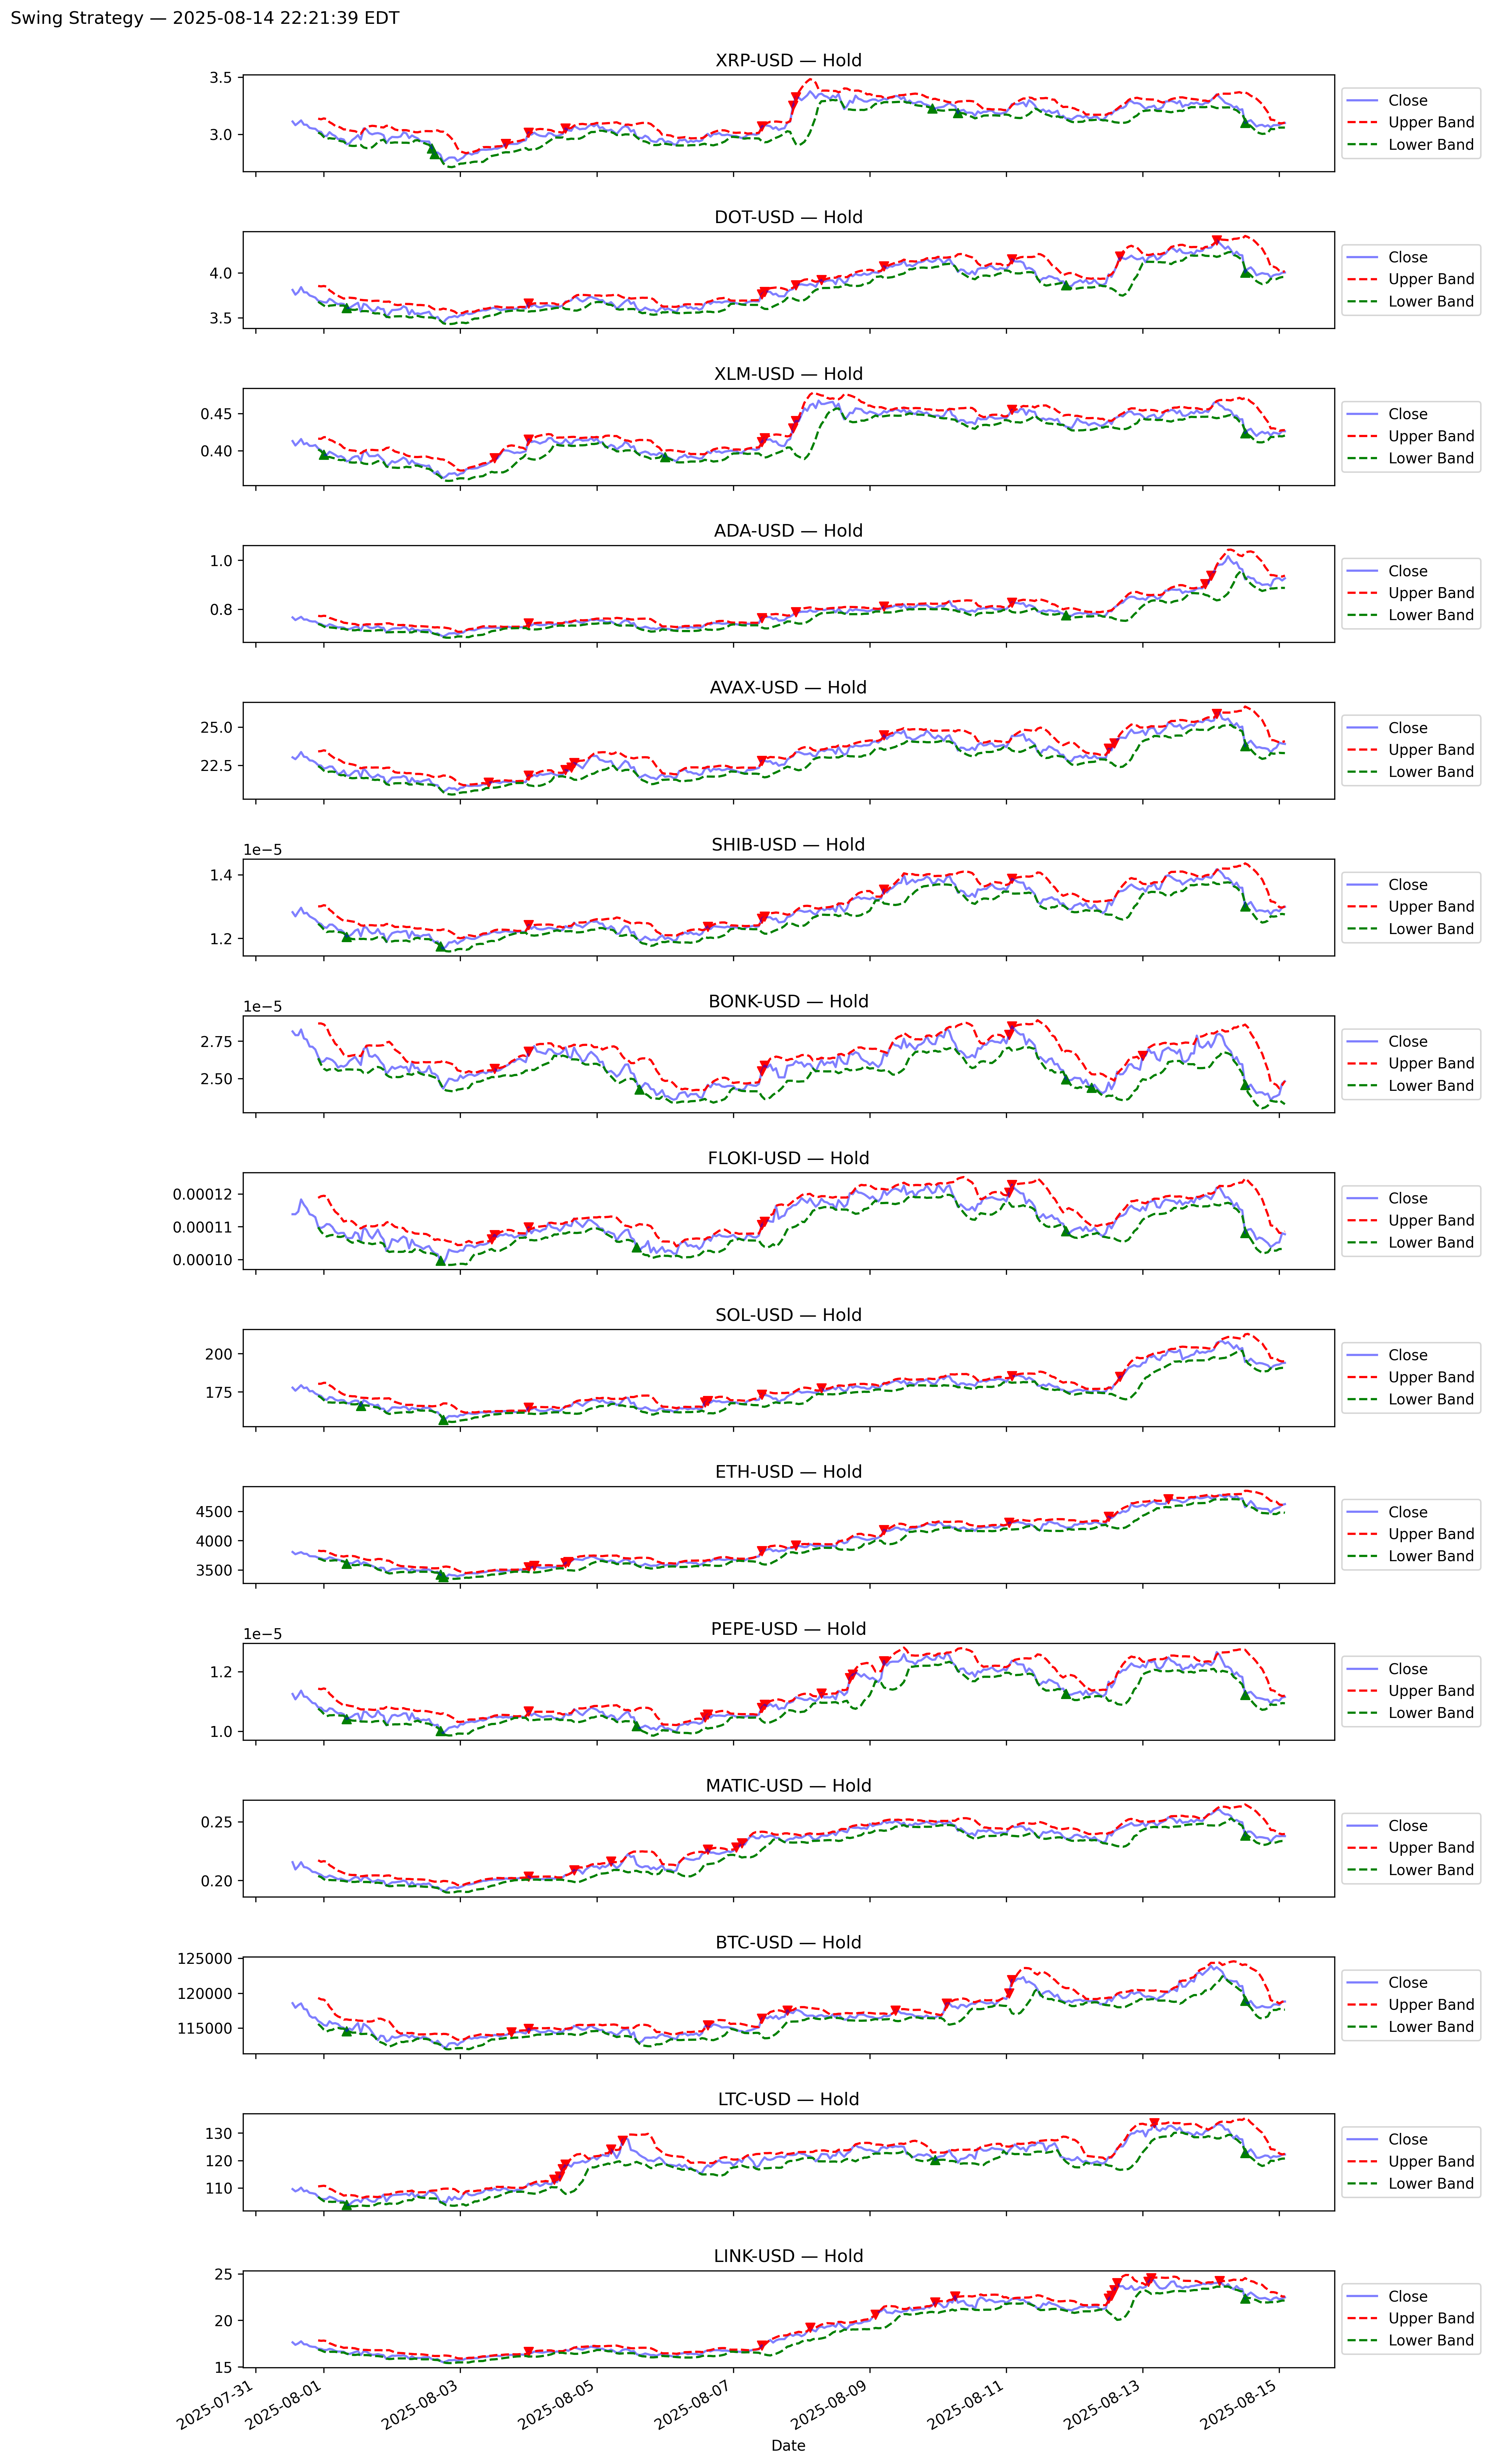 Swing Strategy — 2025-08-14 22:21:39 EDT
XRP-USD — Hold
3.5
3.0
Close
Upper Band
Lower Band
DOT-USD — Hold
4.0
3.5
Close
Upper Band
Lower Band
XLM-USD — Hold
0.45
0.40
Close
Upper Band
Lower Band
ADA-USD — Hold
1.0
0.8
Close
Upper Band
Lower Band
AVAX-USD — Hold
25.0
22.5
Close
Upper Band
Lower Band
SHIB-USD — Hold
1e−5
1.4
1.2
Close
Upper Band
Lower Band
BONK-USD — Hold
1e−5
2.75
2.50
Close
Upper Band
Lower Band
FLOKI-USD — Hold
0.00012
0.00011
0.00010
Close
Upper Band
Lower Band
SOL-USD — Hold
200
175
Close
Upper Band
Lower Band
ETH-USD — Hold
4500
4000
3500
Close
Upper Band
Lower Band
PEPE-USD — Hold
1e−5
1.2
1.0
Close
Upper Band
Lower Band
MATIC-USD — Hold
0.25
0.20
Close
Upper Band
Lower Band
BTC-USD — Hold
125000
120000
115000
Close
Upper Band
Lower Band
LTC-USD — Hold
130
120
110
Close
Upper Band
Lower Band
LINK-USD — Hold
25
20
15
Close
Upper Band
Lower Band
2025-07-31
2025-08-01
2025-08-03
2025-08-05
2025-08-07
2025-08-09
2025-08-11
2025-08-13
2025-08-15
Date